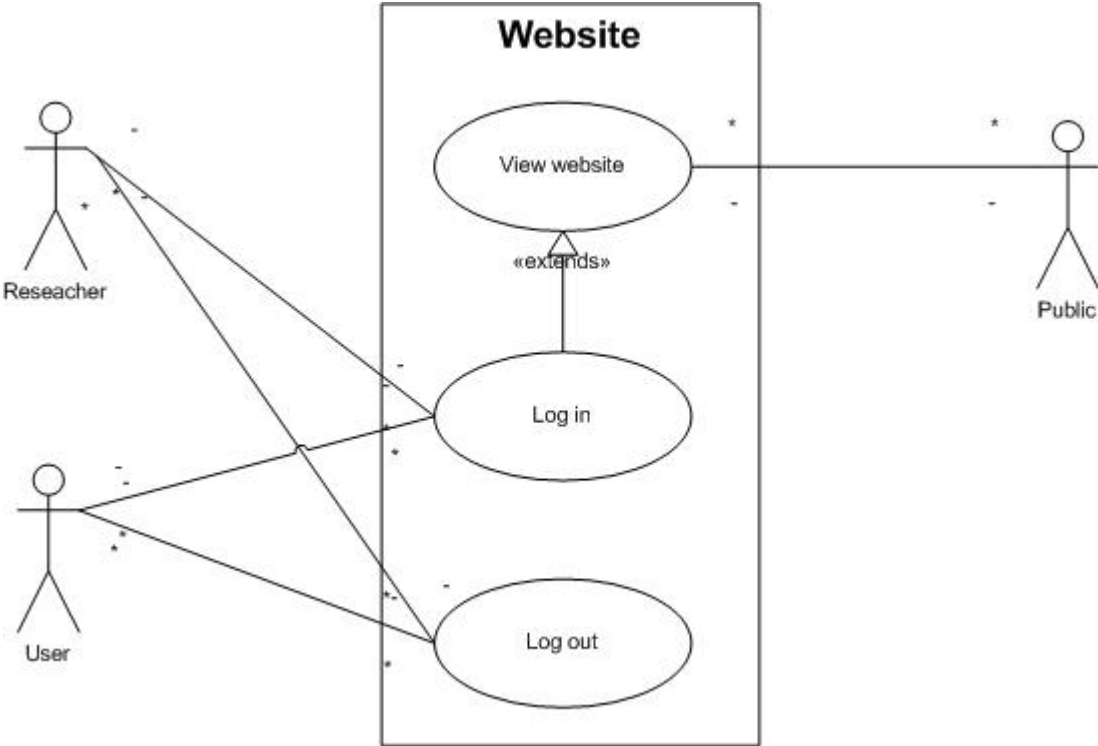 Website
View website
«extends»
Reseacher
Public
Log in
User
Log out